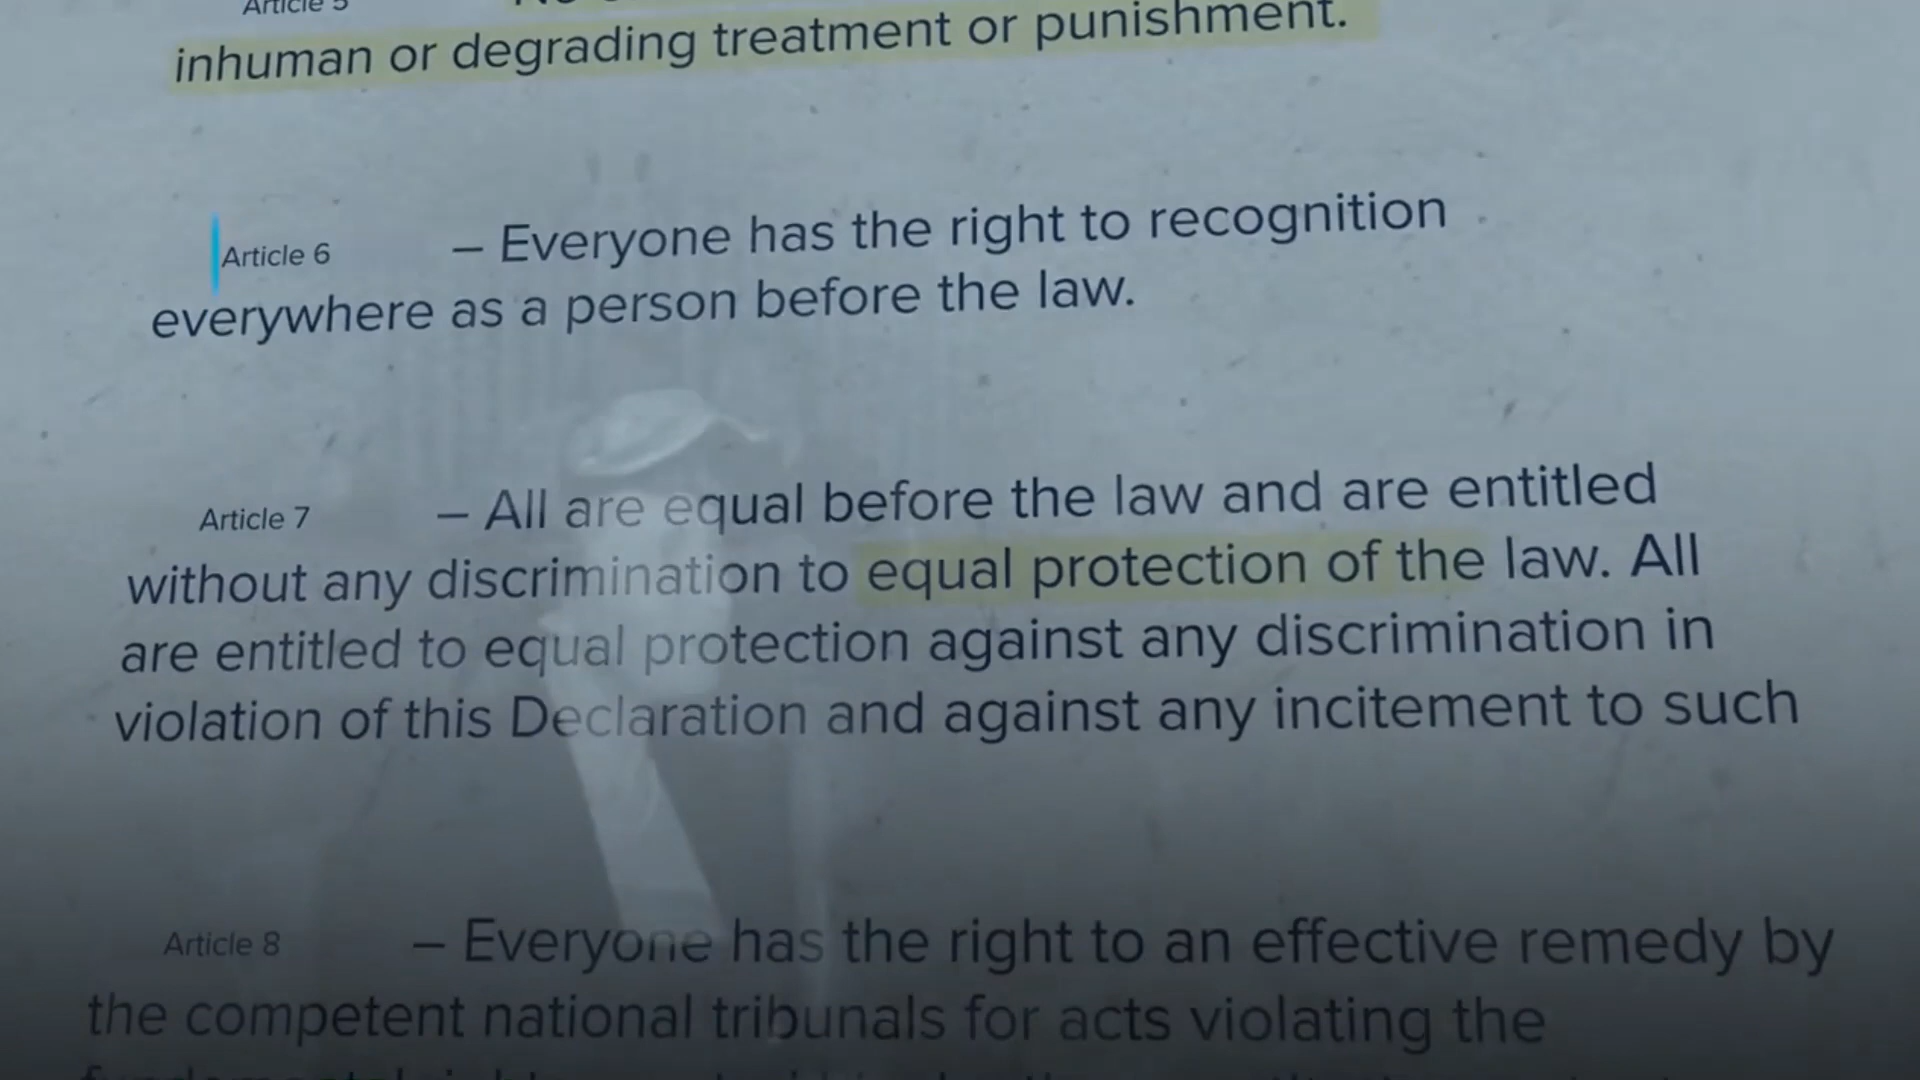 Article 5
inhuman or degrading treatment or punishment.
Article 6 – Everyone has the right to recognition
everywhere as a person before the law.
Article 7 – All are equal before the law and are entitled
without any discrimination to equal protection of the law. All
are entitled to equal protection against any discrimination in
violation of this Declaration and against any incitement to such
Article 8 – Everyone has the right to an effective remedy by
the competent national tribunals for acts violating the